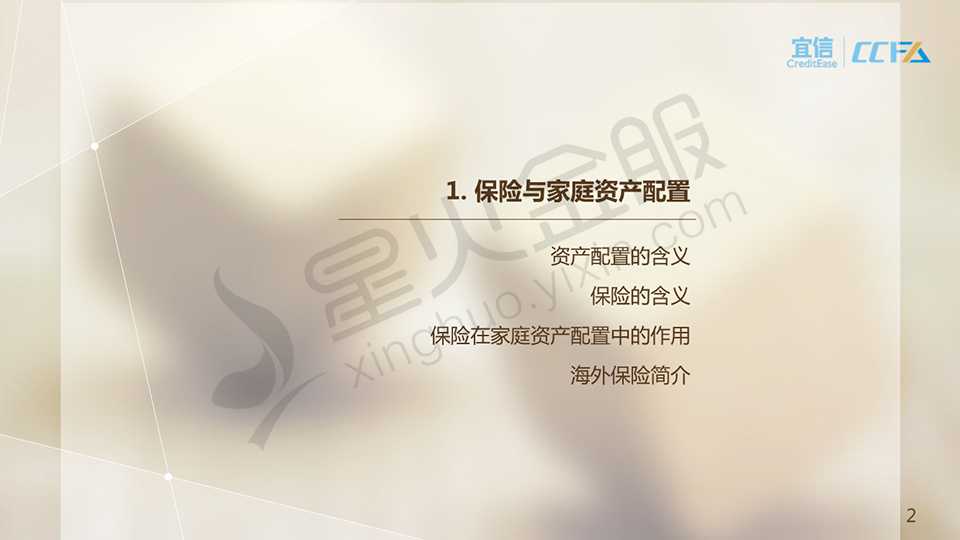 宜信
CreditEase
CCFA
星火金服
xinghuo.yixin.com
1. 保险与家庭资产配置
资产配置的含义
保险的含义
保险在家庭资产配置中的作用
海外保险简介
2